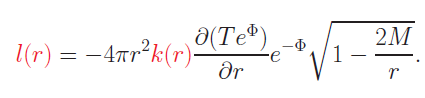 l(r) = −4πr²k(r) ∂(Te^Φ)/∂r e^−Φ √(1 − 2M/r).